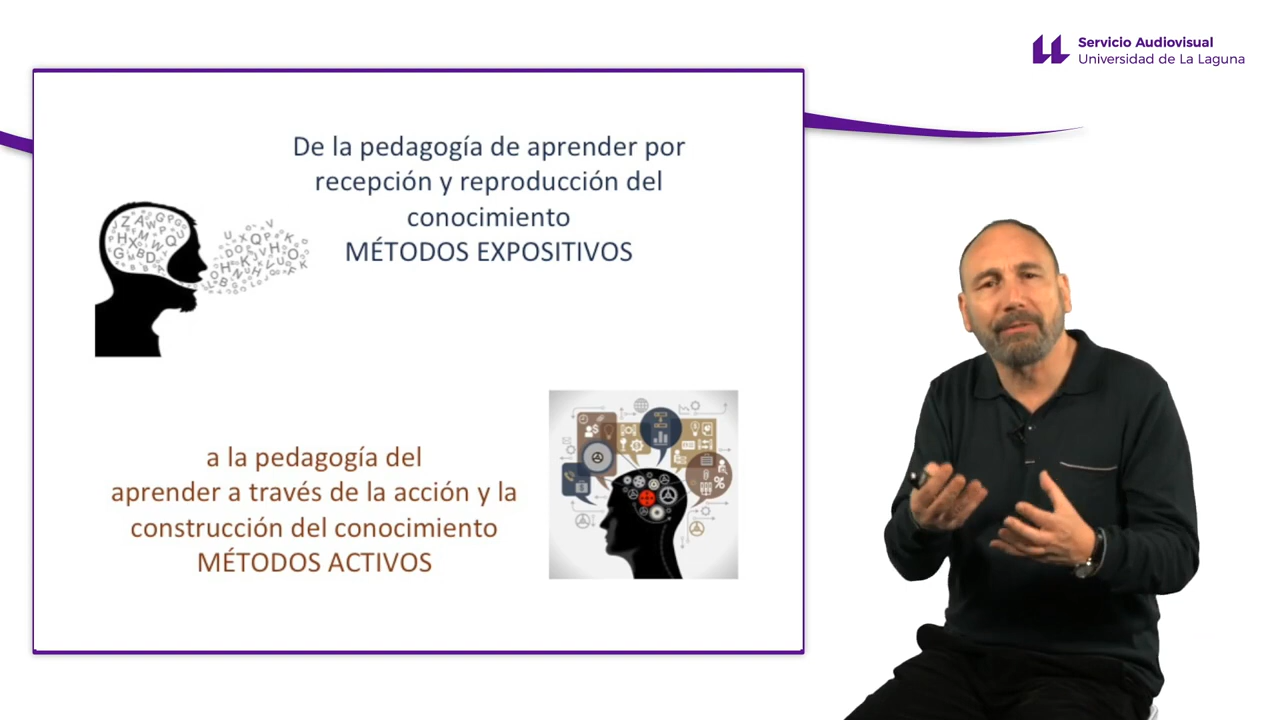 Servicio Audiovisual
Universidad de La Laguna
De la pedagogía de aprender por
recepción y reproducción del
conocimiento
MÉTODOS EXPOSITIVOS
a la pedagogía del
aprender a través de la acción y la
construcción del conocimiento
MÉTODOS ACTIVOS